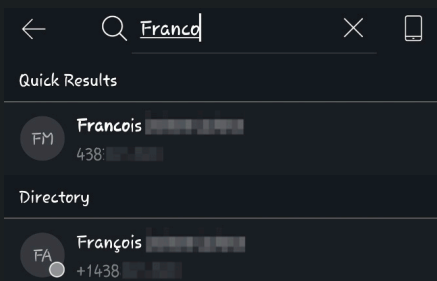 Franco
Quick Results
FM
Francois
438
Directory
FA
François
+1438